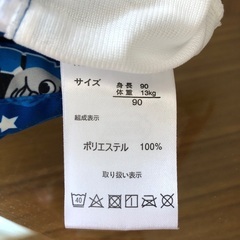 サイズ 身長 90
体重 13kg
90
組成表示
ポリエステル 100%
取り扱い表示
40